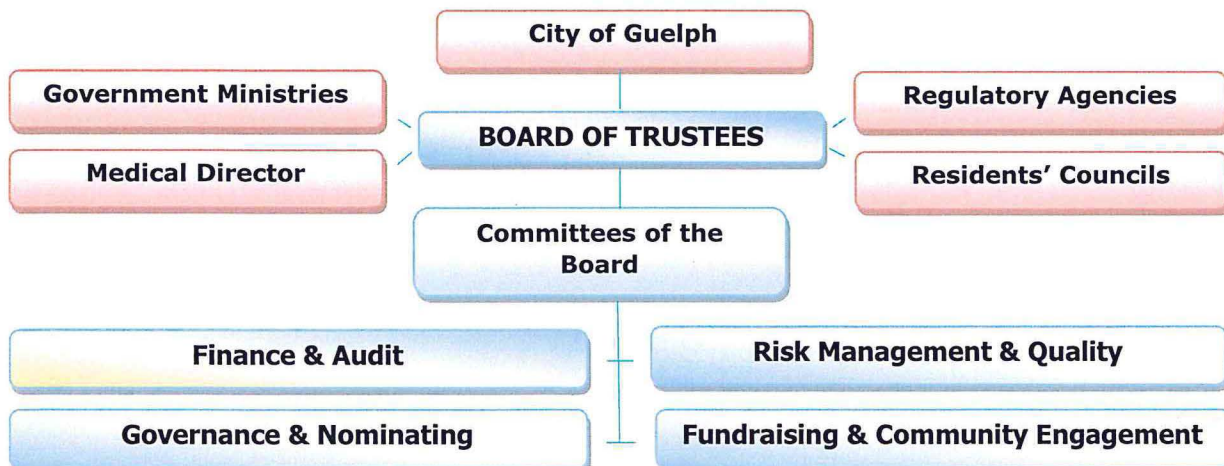 City of Guelph
Government Ministries
Regulatory Agencies
BOARD OF TRUSTEES
Medical Director
Residents’ Councils
Committees of the
Board
Finance & Audit
Risk Management & Quality
Governance & Nominating
Fundraising & Community Engagement